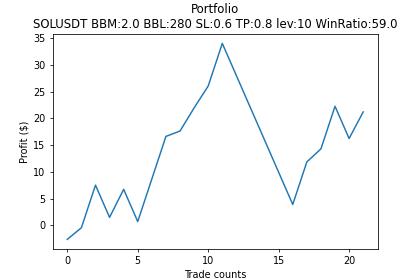 Portfolio
SOLUSDT BBM:2.0 BBL:280 SL:0.6 TP:0.8 lev:10 WinRatio:59.0
35
30
25
20
15
10
5
0
Profit ($)
0 5 10 15 20
Trade counts